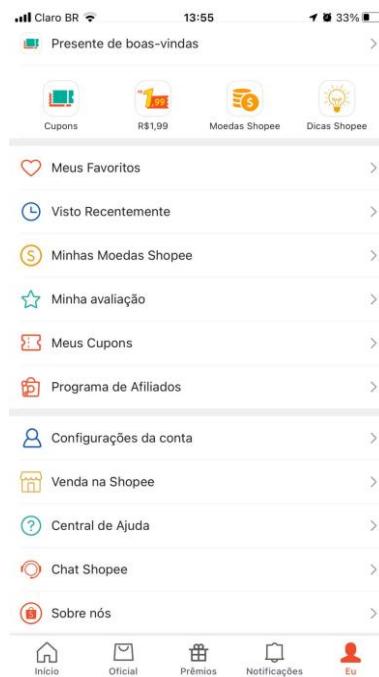 Claro BR 13:55 33%
Presente de boas-vindas
1,99
Cupons R$1,99 Moedas Shopee Dicas Shopee
Meus Favoritos
Visto Recentemente
Minhas Moedas Shopee
Minha avaliação
Meus Cupons
Programa de Afiliados
Configurações da conta
Venda na Shopee
Central de Ajuda
Chat Shopee
Sobre nós
Início Oficial Prêmios Notificações Eu